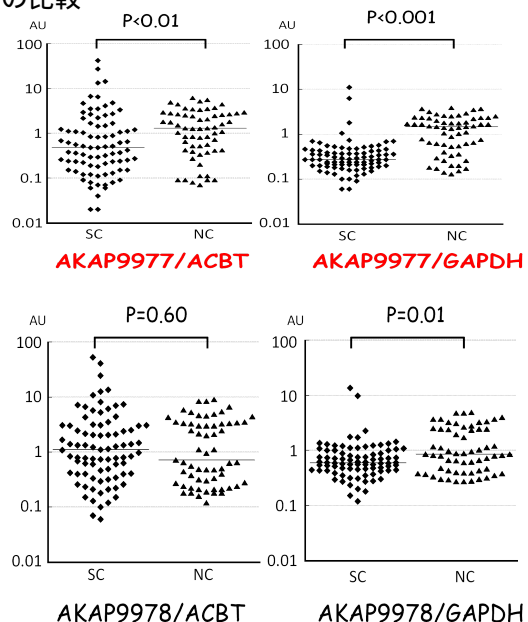 の比較
P<0.01
P<0.001
AU
AU
100
10
1
0.1
0.01
100
10
1
0.1
0.01
SC
NC
SC
NC
AKAP9977/ACBT
AKAP9977/GAPDH
P=0.60
P=0.01
AU
AU
100
10
1
0.1
0.01
100
10
1
0.1
0.01
SC
NC
SC
NC
AKAP9978/ACBT
AKAP9978/GAPDH